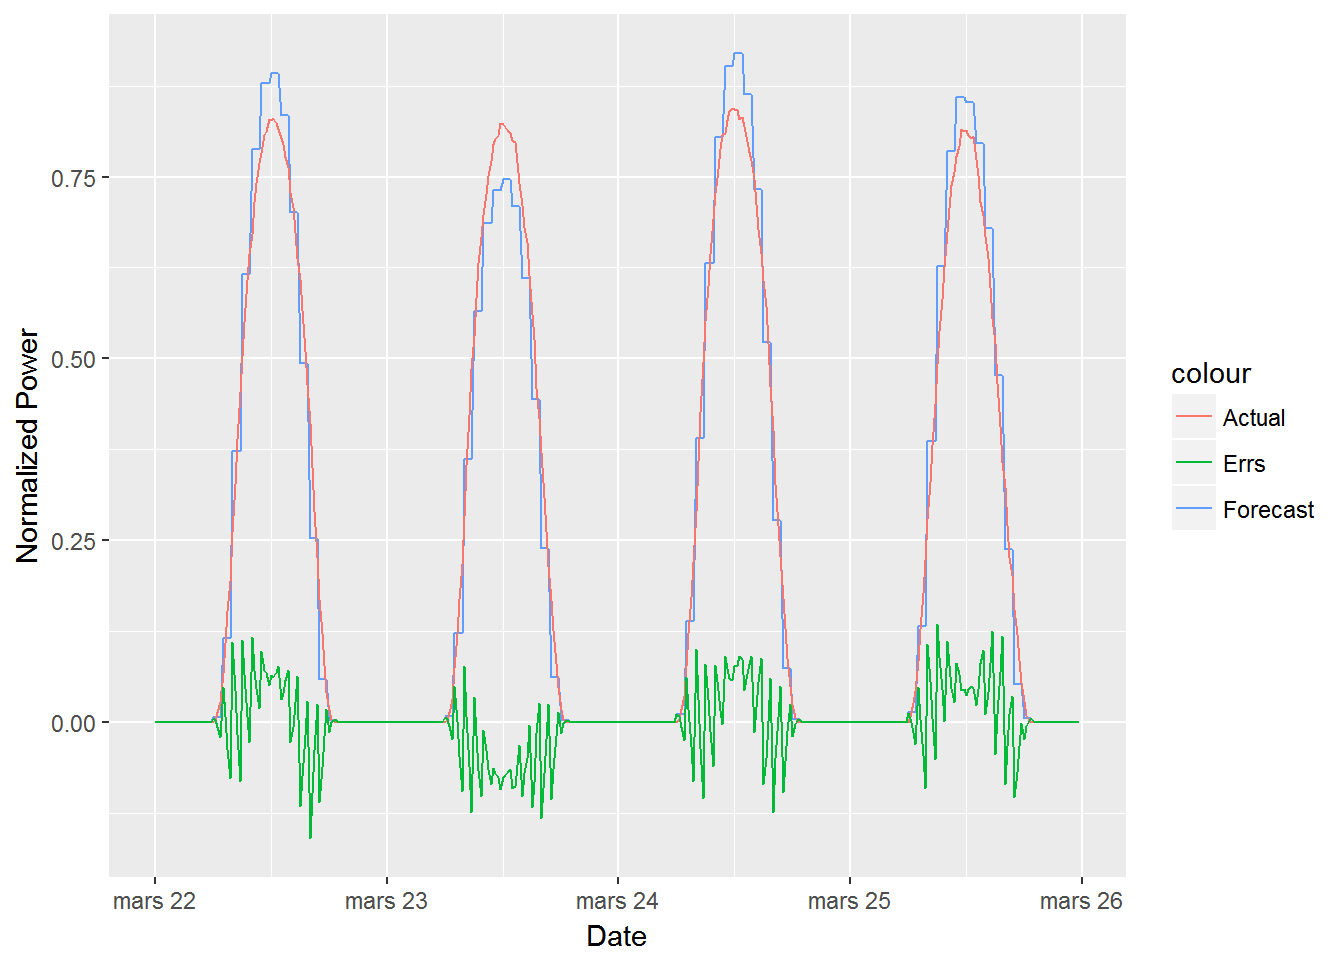 Normalized Power
0.75
0.50
0.25
0.00
mars 22
mars 23
mars 24
mars 25
mars 26
Date
colour
Actual
Errs
Forecast